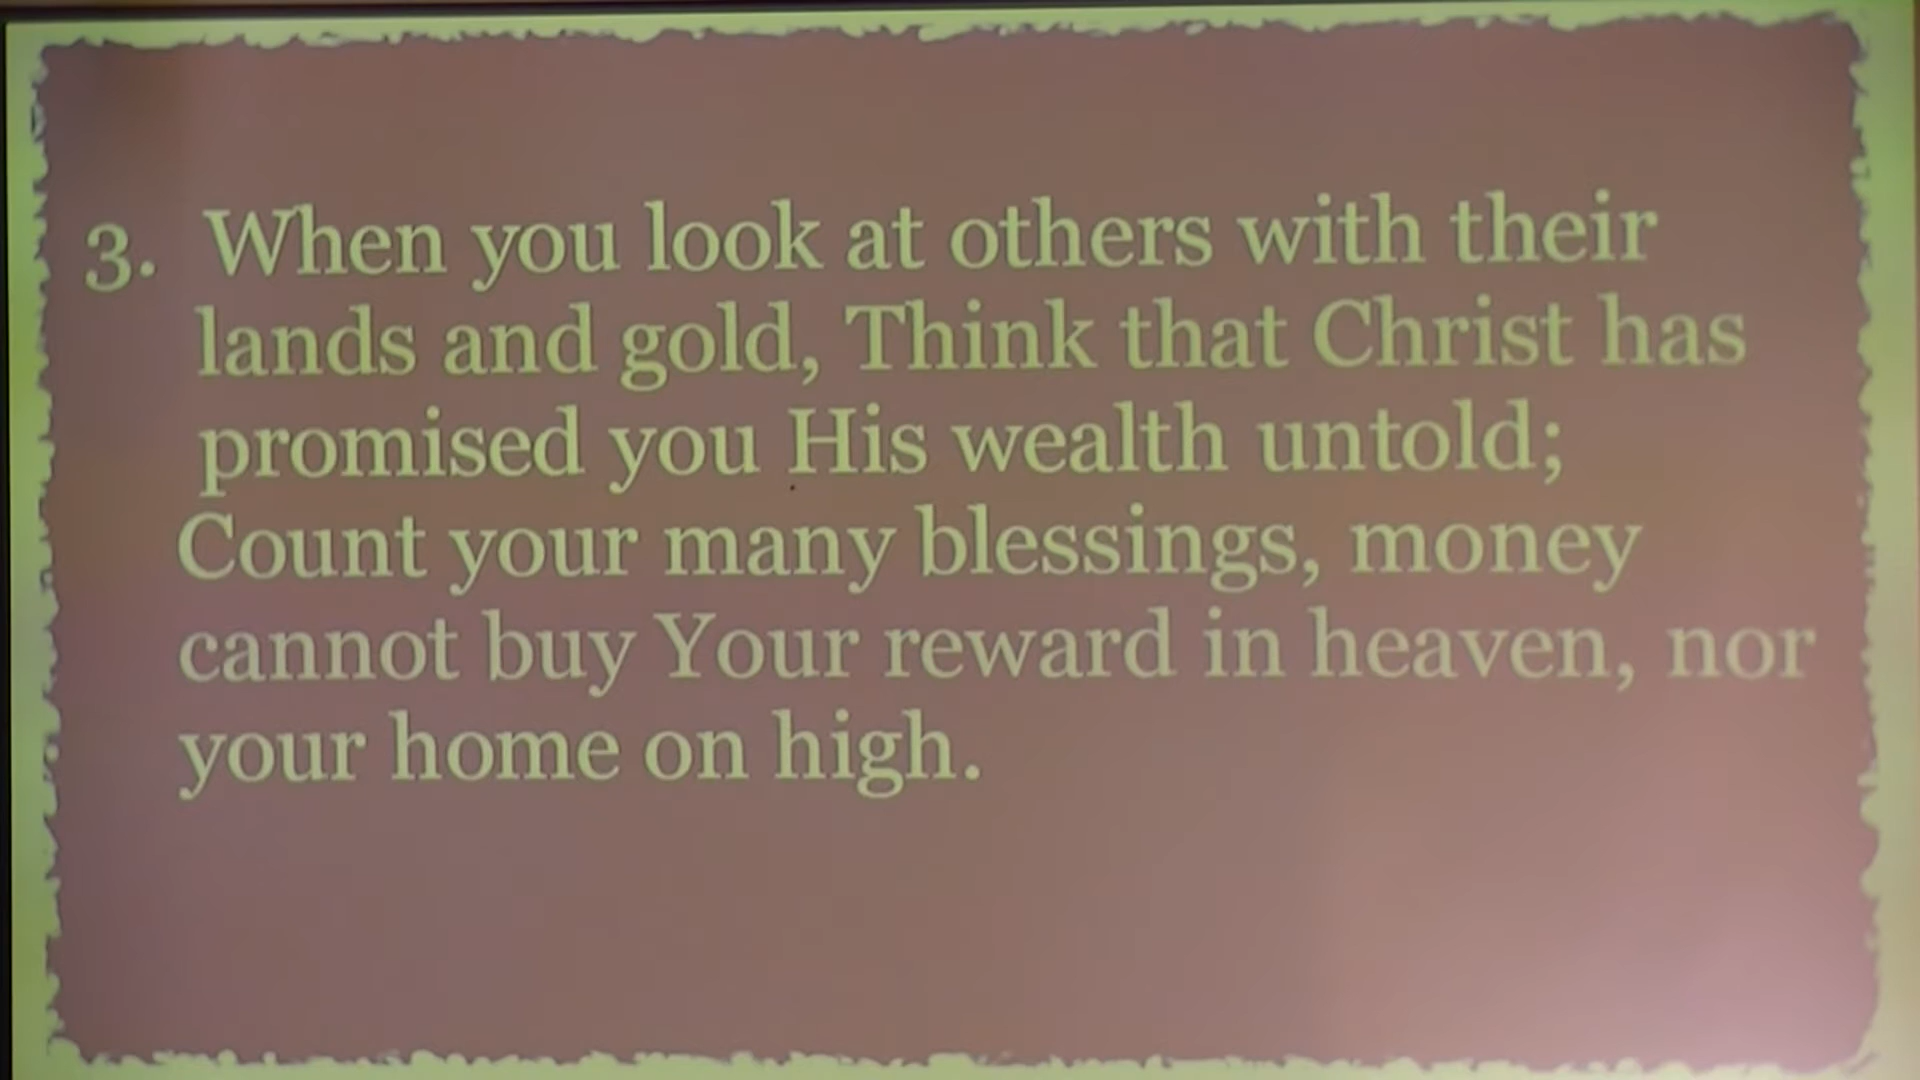 3. When you look at others with their
lands and gold, Think that Christ has
promised you His wealth untold;
Count your many blessings, money
cannot buy Your reward in heaven, nor
your home on high.